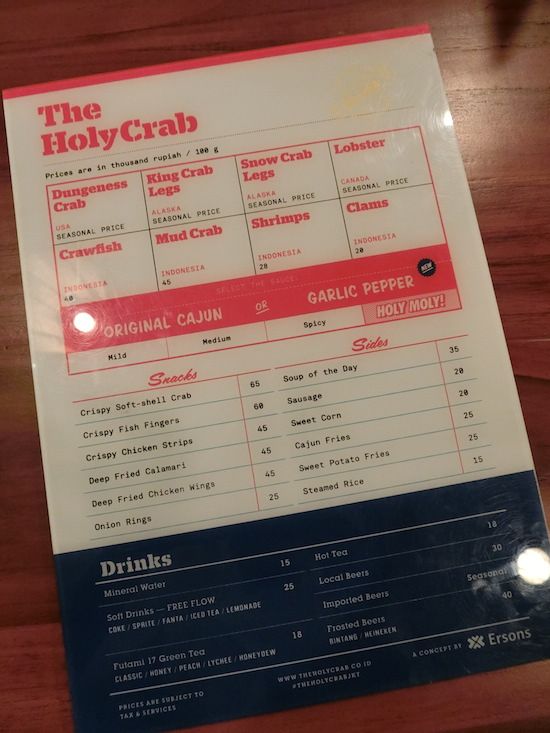 The
HolyCrab
Prices are in thousand rupiah / 100 g
Dungeness
Crab
USA
SEASONAL PRICE
King Crab
Legs
ALASKA
SEASONAL PRICE
Snow Crab
Legs
ALASKA
SEASONAL PRICE
Lobster
CANADA
SEASONAL PRICE
Crawfish
INDONESIA
40
Mud Crab
INDONESIA
45
Shrimps
INDONESIA
28
Clams
INDONESIA
20
SELECT THE SAUCE!
ORIGINAL CAJUN OR GARLIC PEPPER NEW
Mild Medium Spicy HOLY MOLY!
Snacks
Crispy Soft-shell Crab 65
Crispy Fish Fingers 60
Crispy Chicken Strips 45
Deep Fried Calamari 45
Deep Fried Chicken Wings 45
Onion Rings 25
Sides
Soup of the Day 35
Sausage 20
Sweet Corn 20
Cajun Fries 25
Sweet Potato Fries 25
Steamed Rice 15
Drinks
Mineral Water 15
Soft Drinks — FREE FLOW 25
COKE / SPRITE / FANTA / ICED TEA / LEMONADE
Futami 17 Green Tea 18
CLASSIC / HONEY / PEACH / LYCHEE / HONEYDEW
Hot Tea 18
Local Beers 30
Imported Beers Seasonal
Frosted Beers 40
BINTANG / HEINEKEN
PRICES ARE SUBJECT TO
TAX & SERVICES
WWW.THEHOLYCRAB.CO.ID
#THEHOLYCRABJKT
A CONCEPT BY Ersons